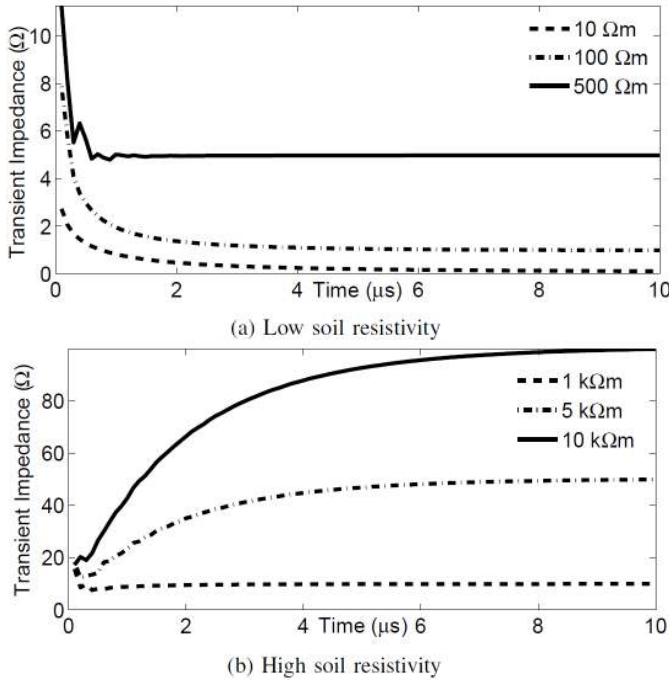 10
8
6
4
2
0
Transient Impedance (Ω)
10 Ωm
100 Ωm
500 Ωm
0 2 4 Time (μs) 6 8 10
(a) Low soil resistivity
80
60
40
20
0
Transient Impedance (Ω)
1 kΩm
5 kΩm
10 kΩm
0 2 4 Time (μs) 6 8 10
(b) High soil resistivity